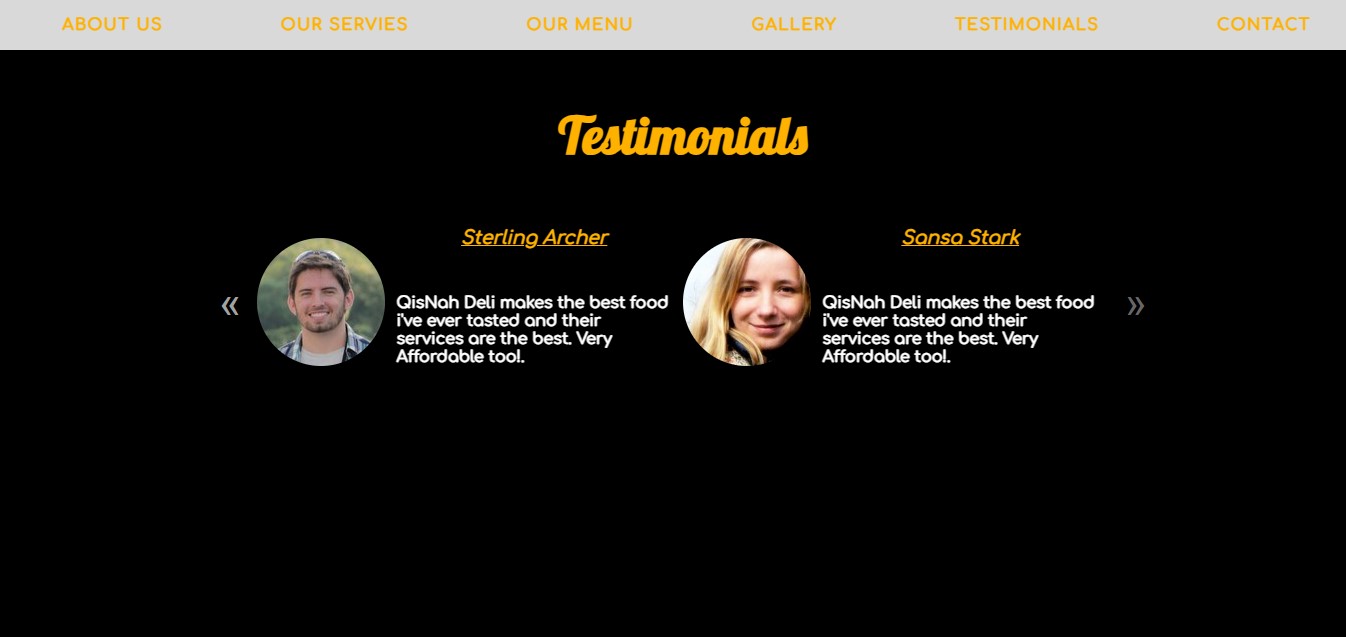 ABOUT US OUR SERVIES OUR MENU GALLERY TESTIMONIALS CONTACT
Testimonials
Sterling Archer
QisNah Deli makes the best food
i've ever tasted and their
services are the best. Very
Affordable too!.
Sansa Stark
QisNah Deli makes the best food
i've ever tasted and their
services are the best. Very
Affordable too!.